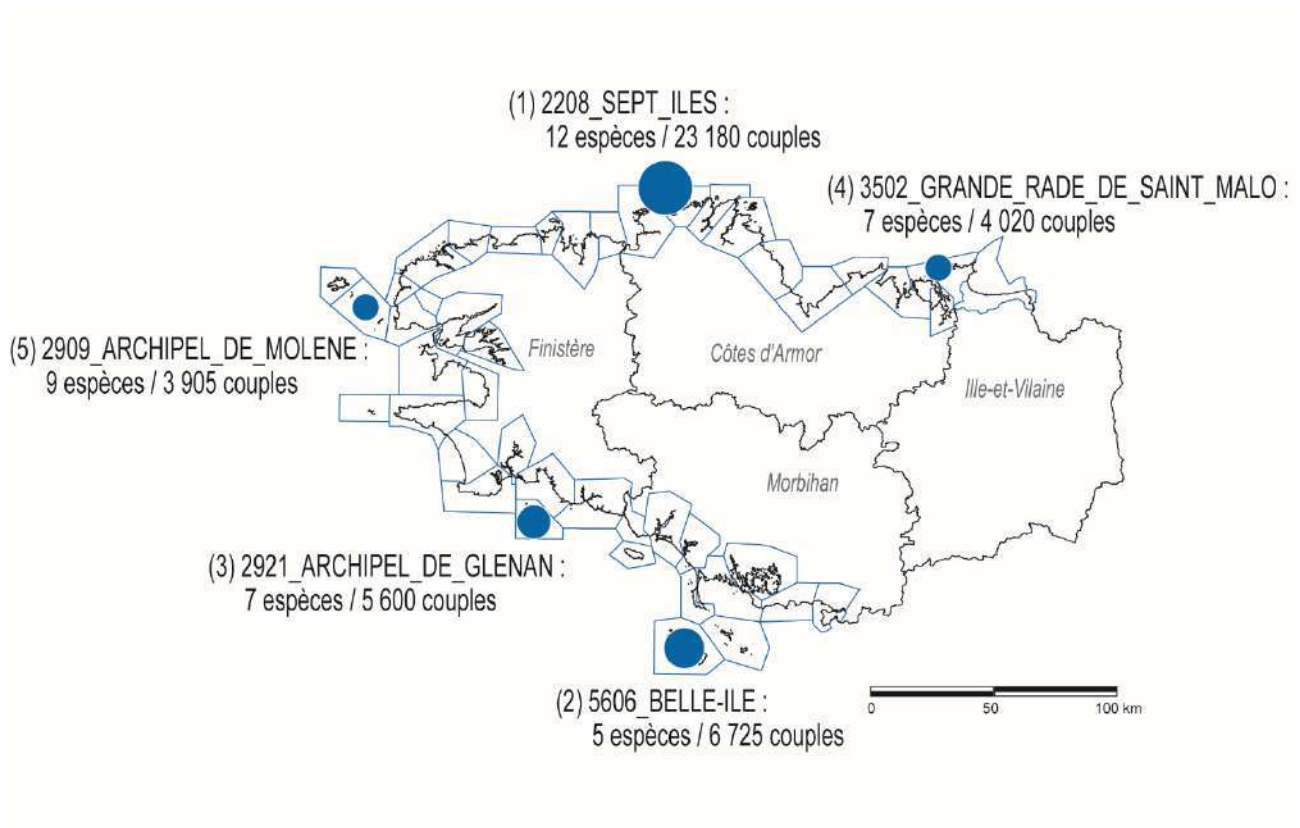 (1) 2208_SEPT_ILES :
12 espèces / 23 180 couples
(4) 3502_GRANDE_RADE_DE_SAINT_MALO :
7 espèces / 4 020 couples
(5) 2909_ARCHIPEL_DE_MOLENE :
9 espèces / 3 905 couples
Finistère
Côtes d'Armor
Ille-et-Vilaine
Morbihan
(3) 2921_ARCHIPEL_DE_GLENAN :
7 espèces / 5 600 couples
(2) 5606_BELLE-ILE :
5 espèces / 6 725 couples
0 50 100 km